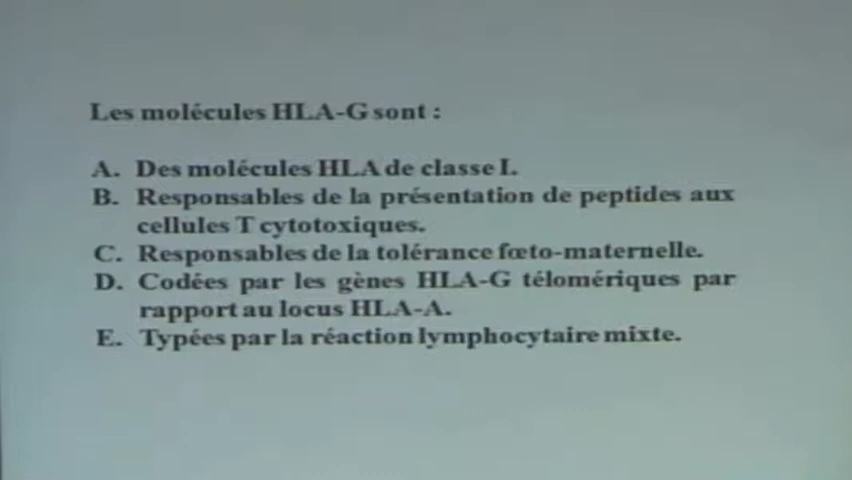 Les molécules HLA-G sont :
A. Des molécules HLA de classe I.
B. Responsables de la présentation de peptides aux
cellules T cytotoxiques.
C. Responsables de la tolérance fœto-maternelle.
D. Codées par les gènes HLA-G télomériques par
rapport au locus HLA-A.
E. Typées par la réaction lymphocytaire mixte.